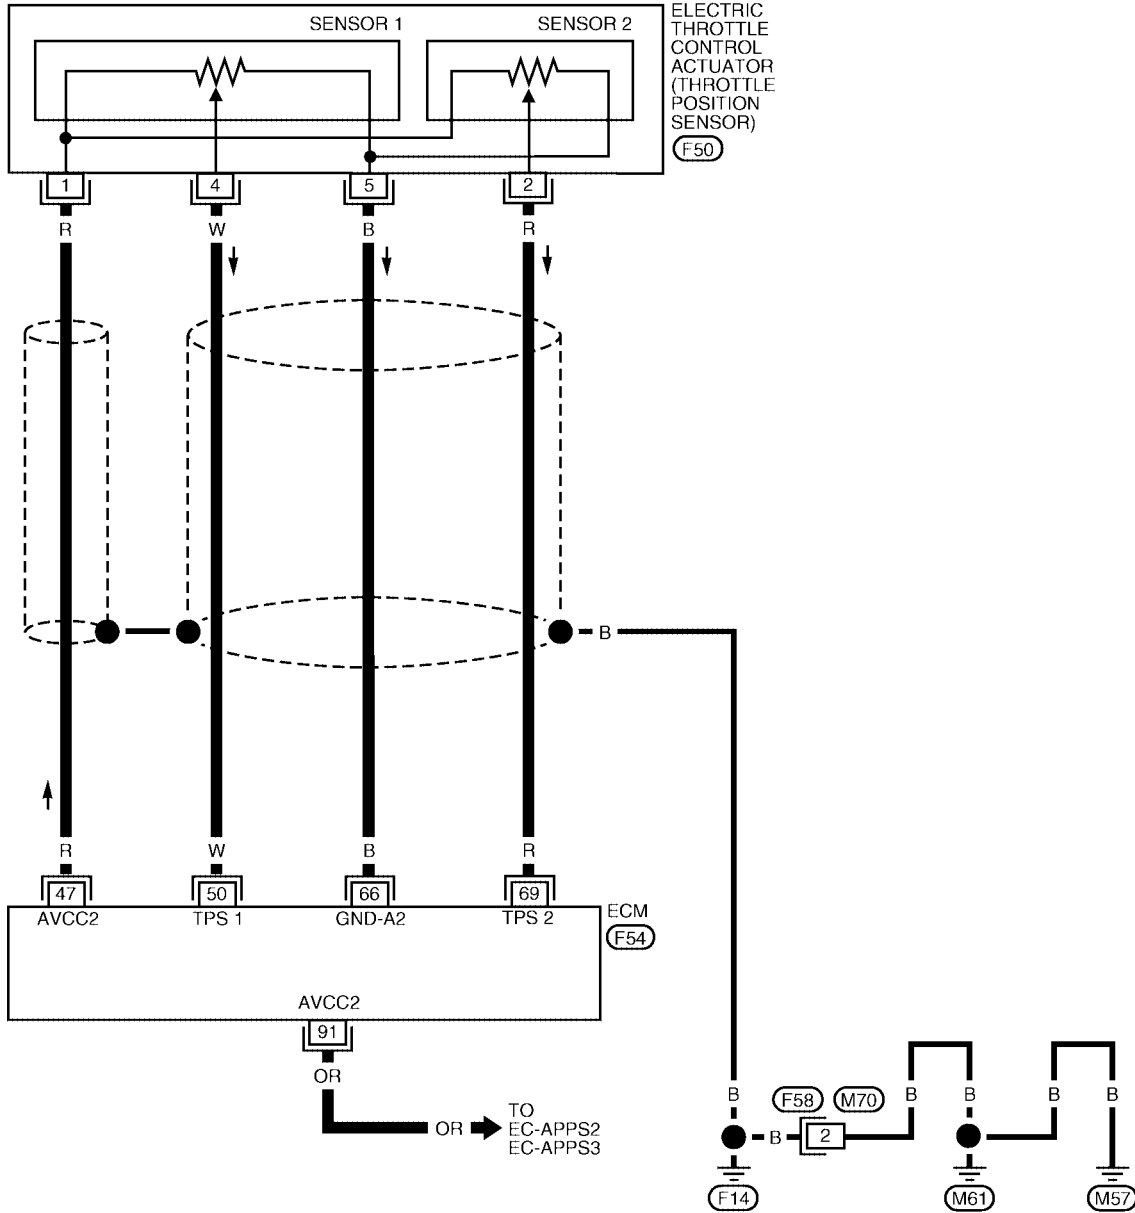 SENSOR 1
SENSOR 2
ELECTRIC
THROTTLE
CONTROL
ACTUATOR
(THROTTLE
POSITION
SENSOR)
F50
1
4
5
2
R
W
B
R
B
R
W
B
R
47
50
66
69
AVCC2
TPS 1
GND-A2
TPS 2
ECM
F54
AVCC2
91
OR
OR
TO
EC-APPS2
EC-APPS3
B
F58
M70
B
B
B
B
B
2
F14
M61
M57